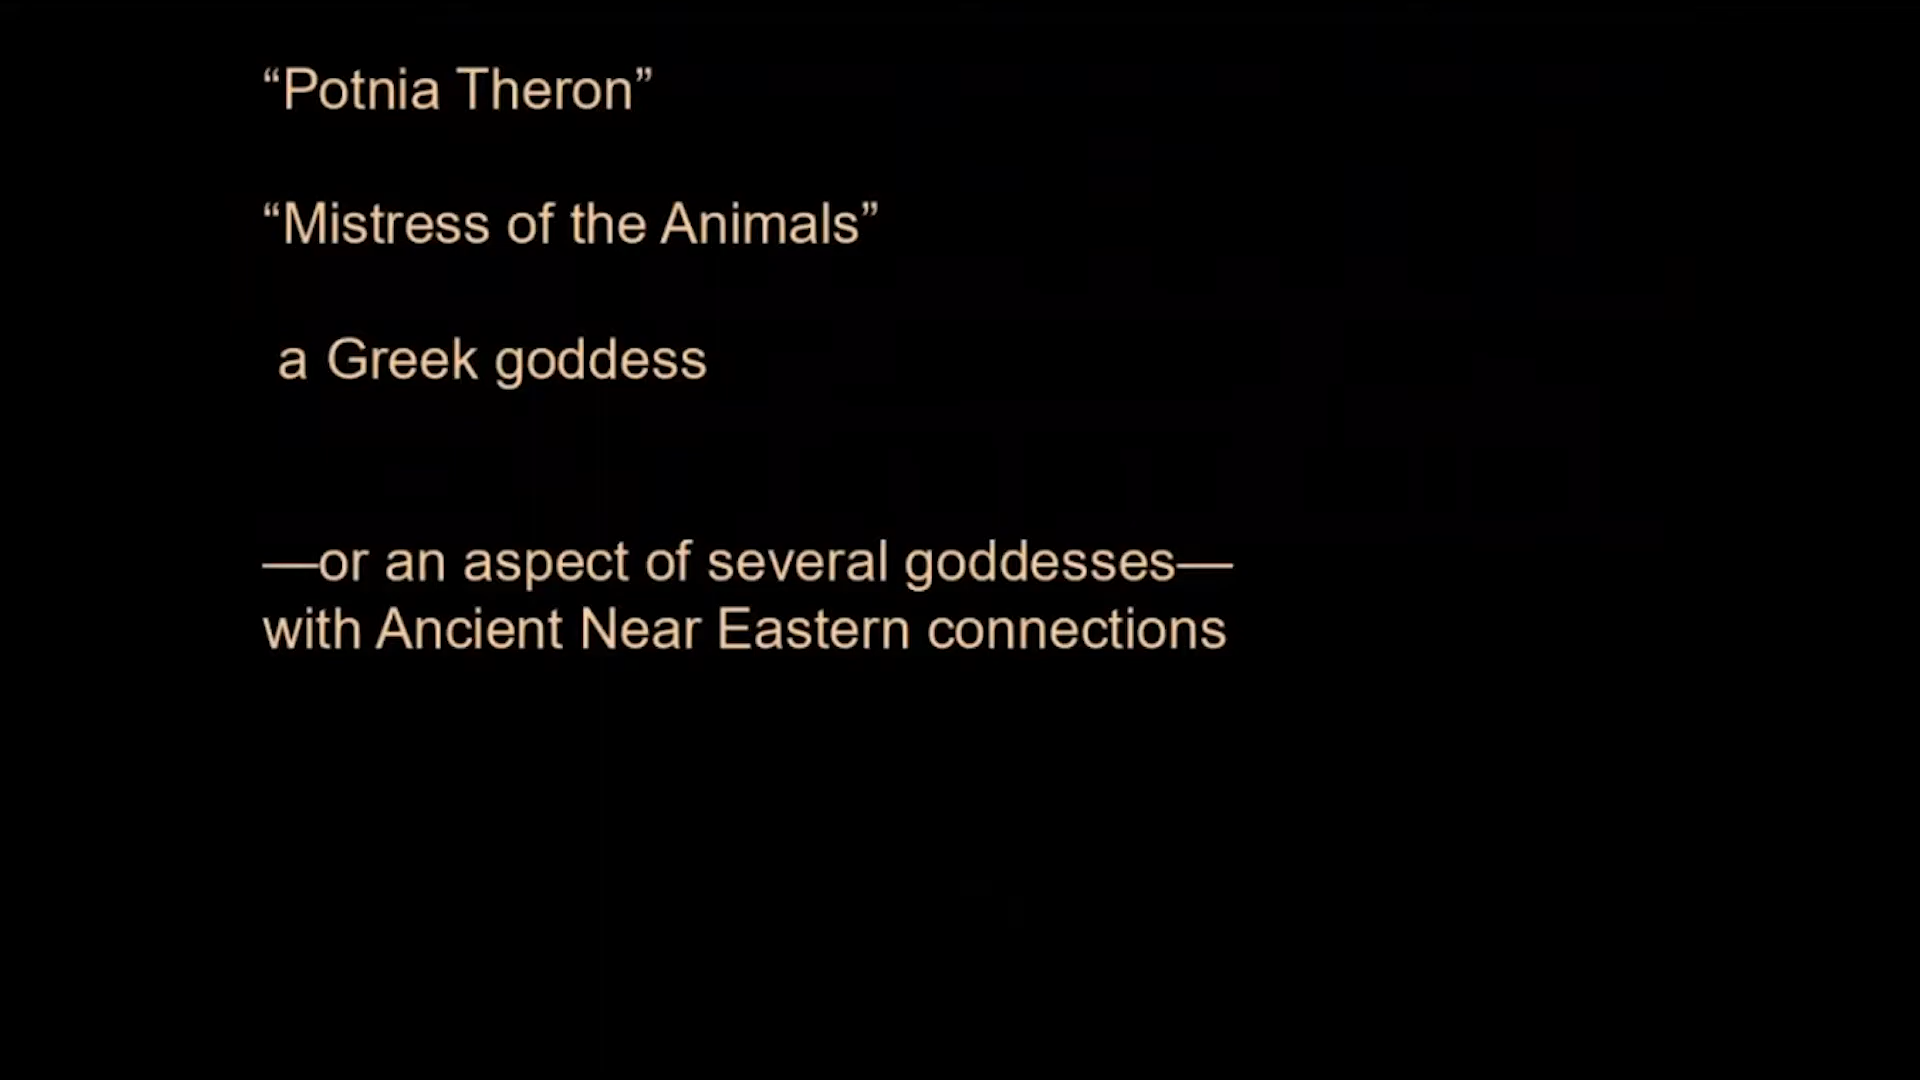 “Potnia Theron”
“Mistress of the Animals”
a Greek goddess
—or an aspect of several goddesses—
with Ancient Near Eastern connections